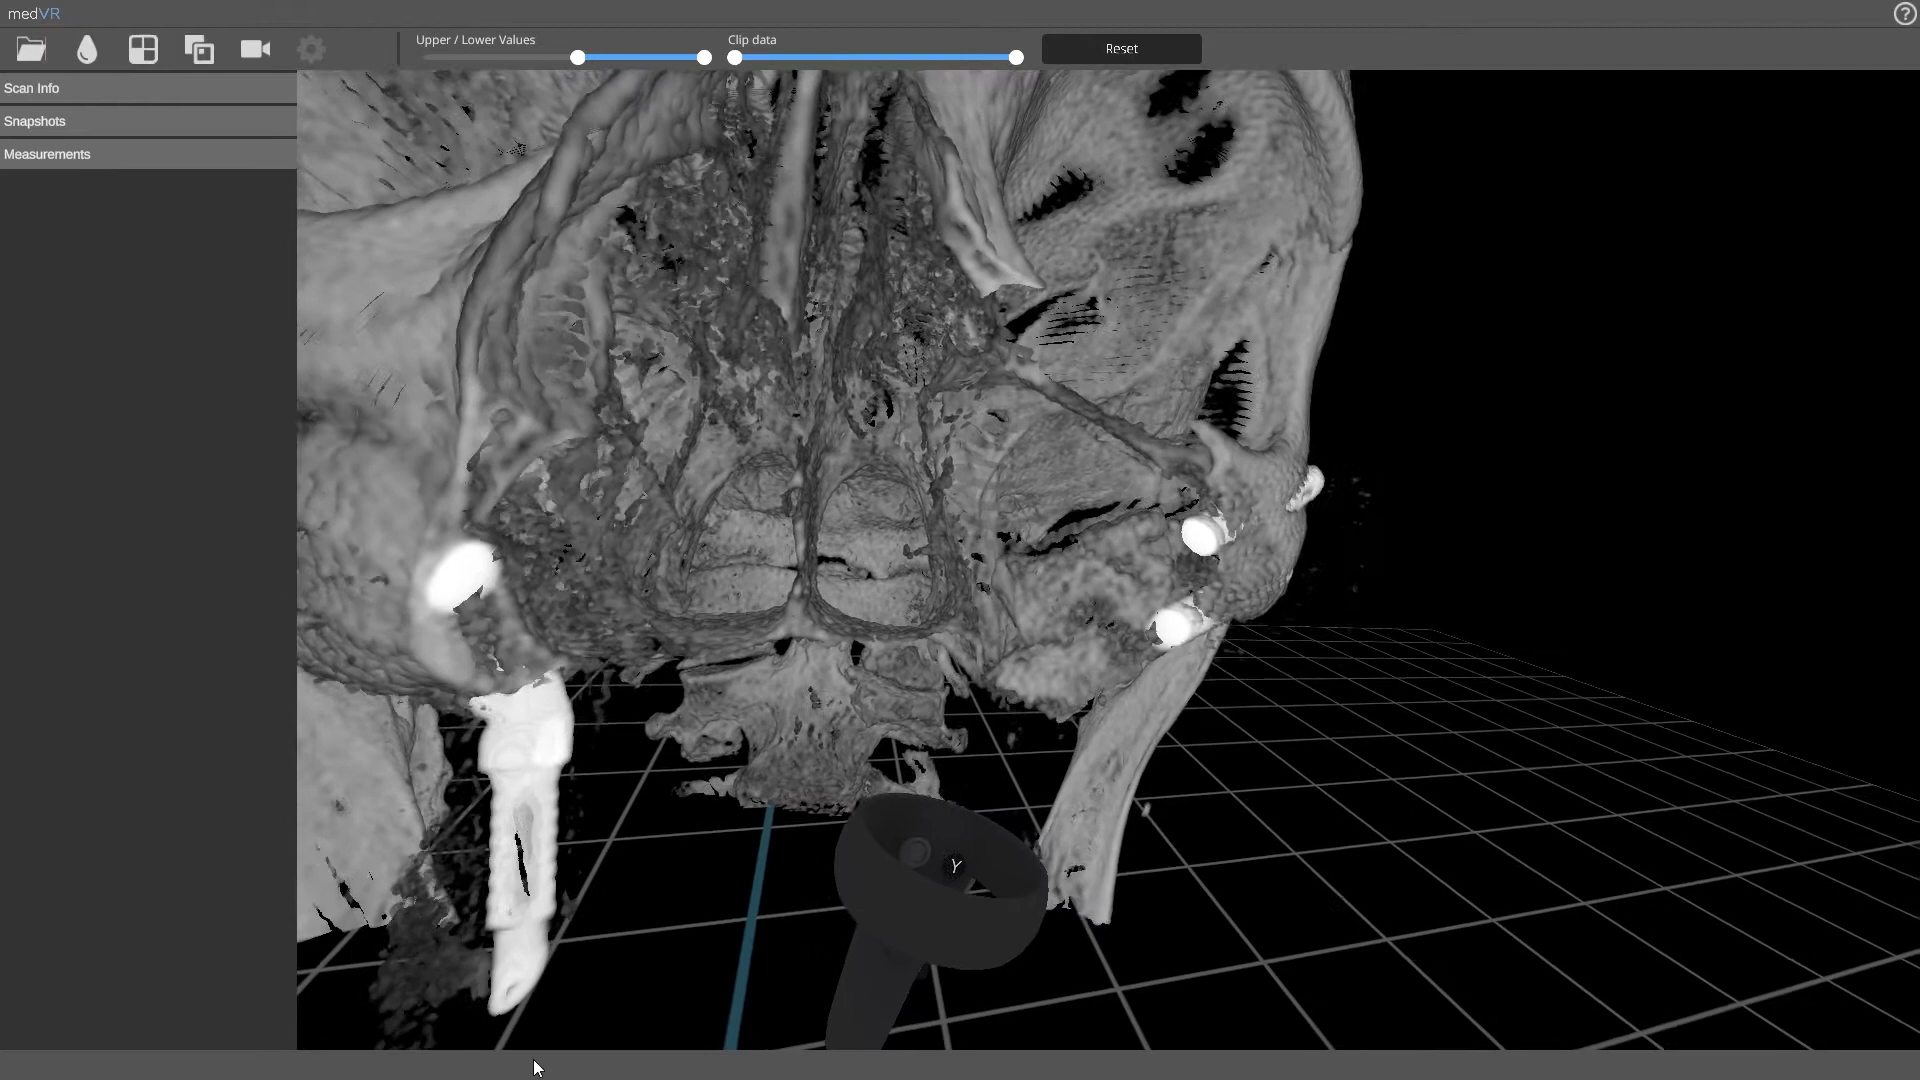 medVR
?
Upper / Lower Values
Clip data
Reset
Scan Info
Snapshots
Measurements
Y